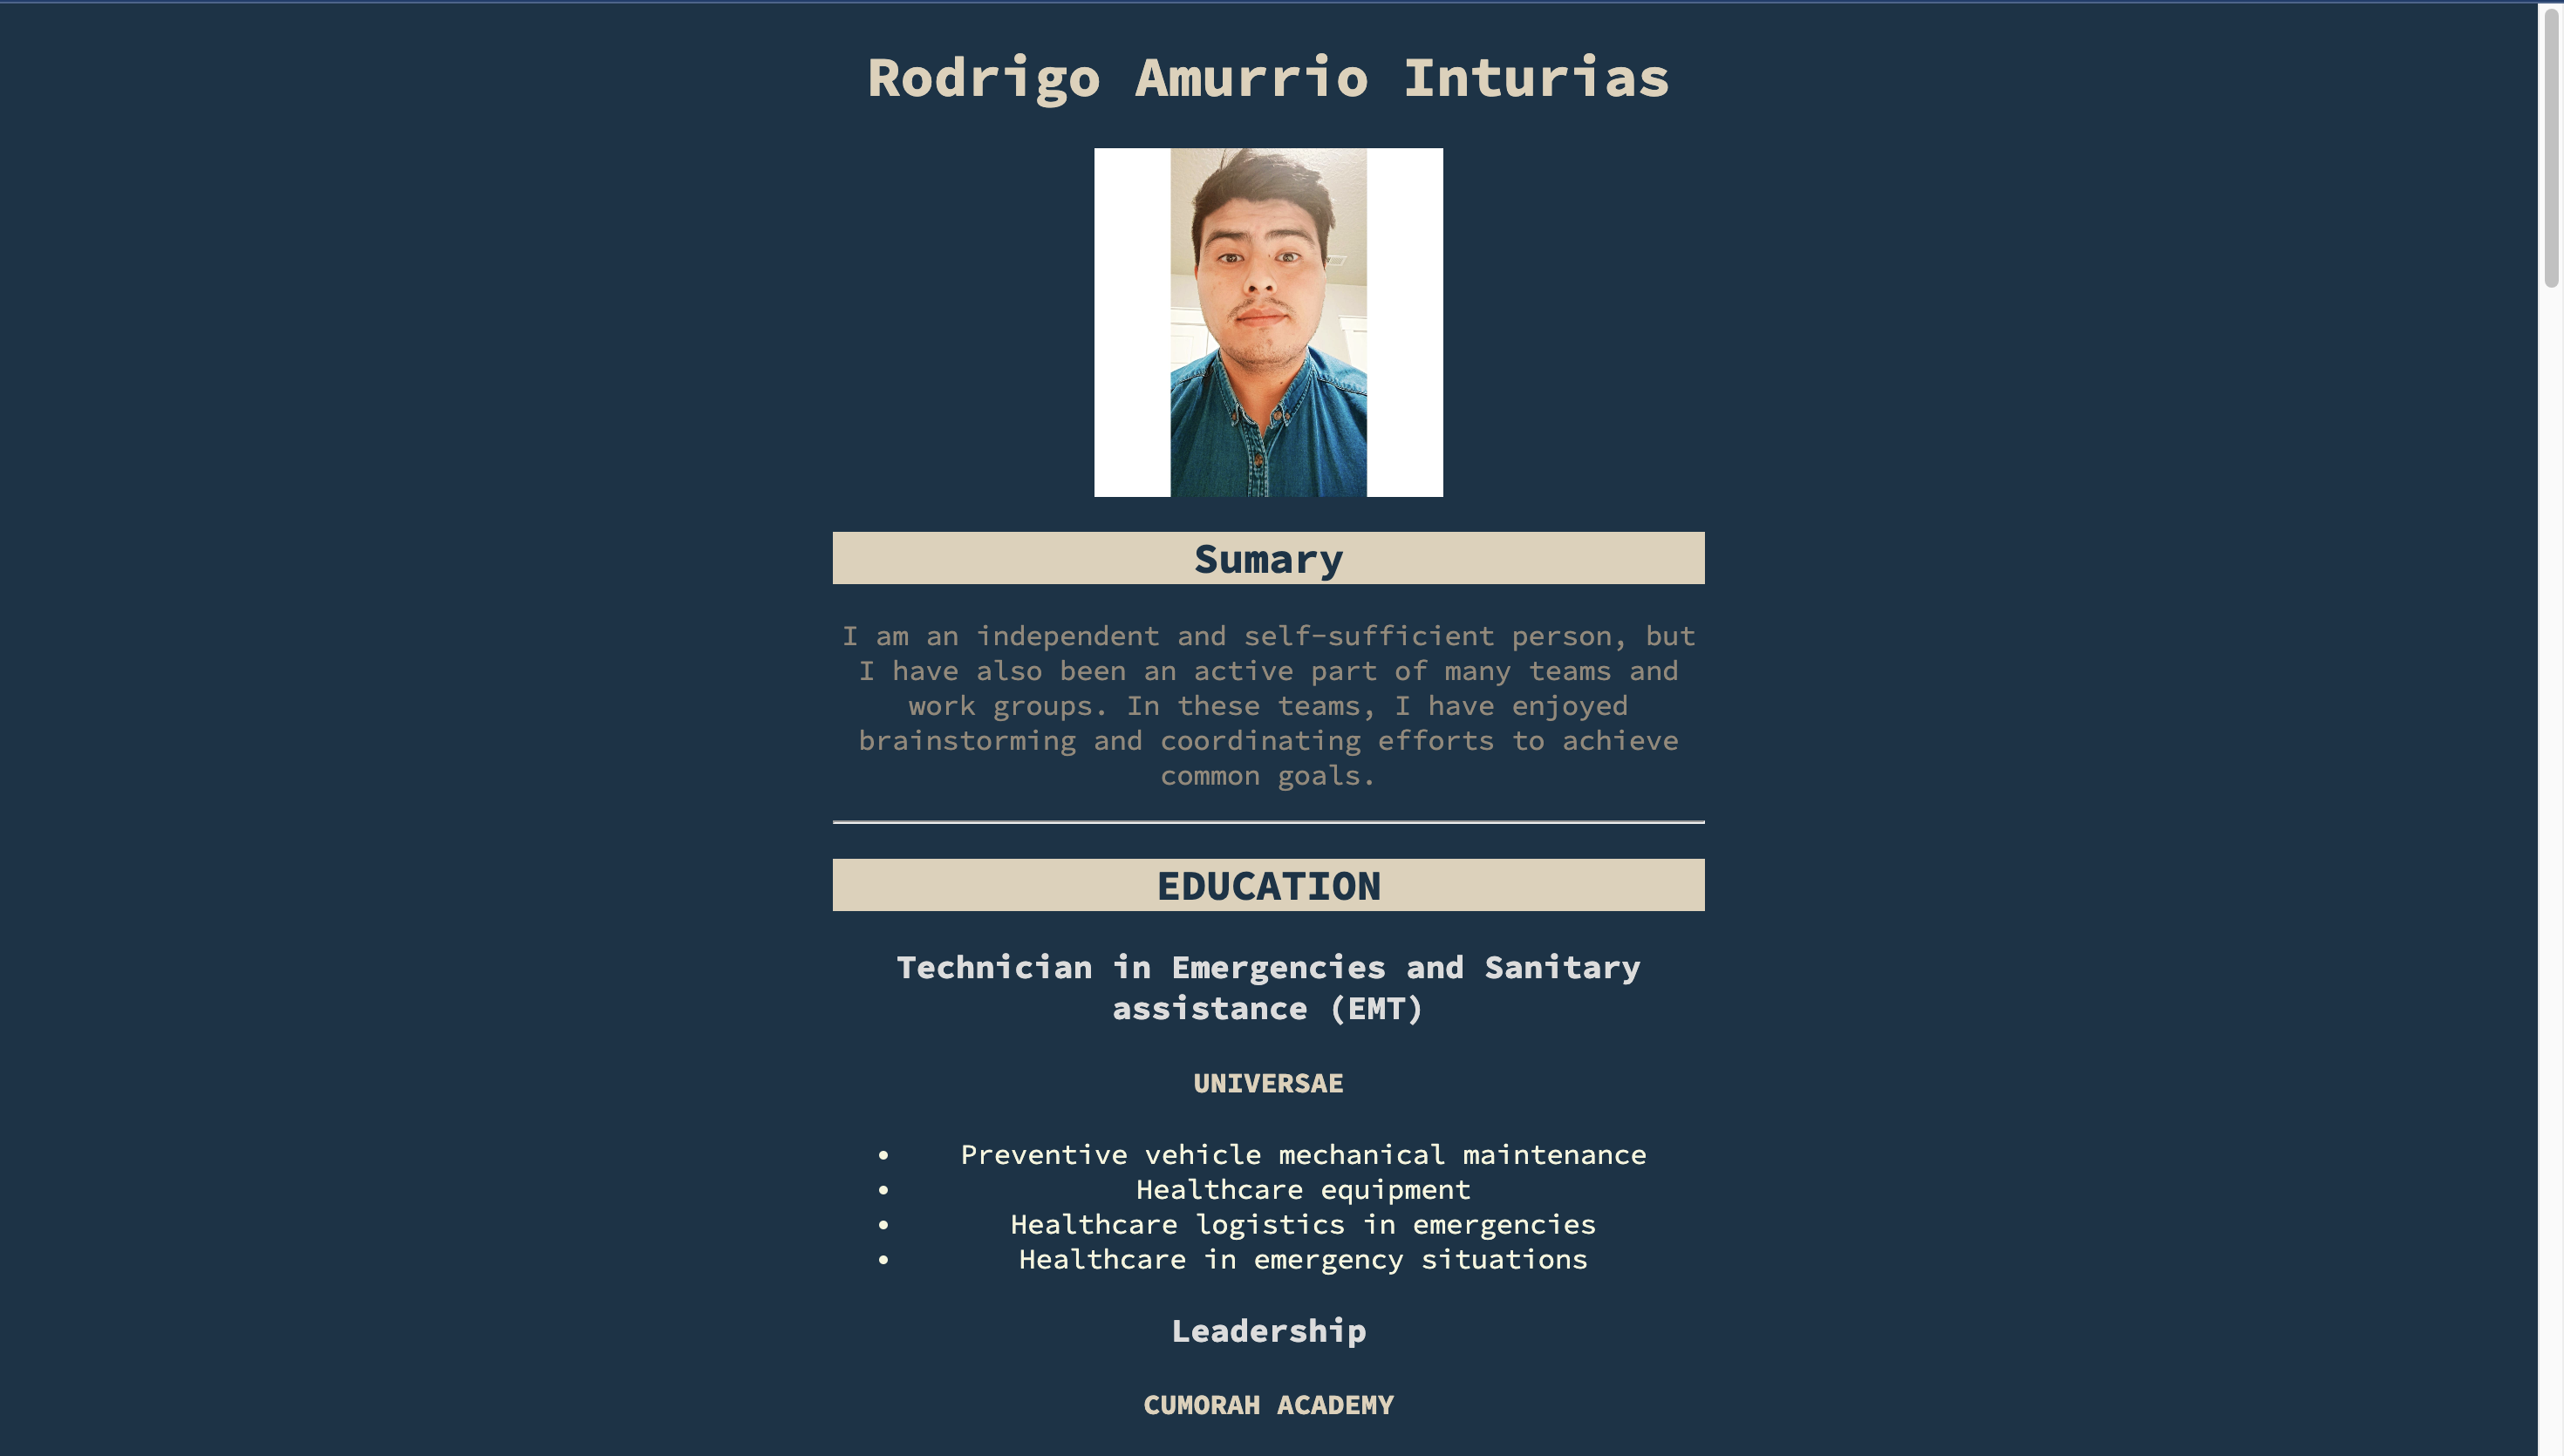 Rodrigo Amurrio Inturias
Sumary
I am an independent and self-sufficient person, but
I have also been an active part of many teams and
work groups. In these teams, I have enjoyed
brainstorming and coordinating efforts to achieve
common goals.
EDUCATION
Technician in Emergencies and Sanitary
assistance (EMT)
UNIVERSAE
• Preventive vehicle mechanical maintenance
• Healthcare equipment
• Healthcare logistics in emergencies
• Healthcare in emergency situations
Leadership
CUMORAH ACADEMY